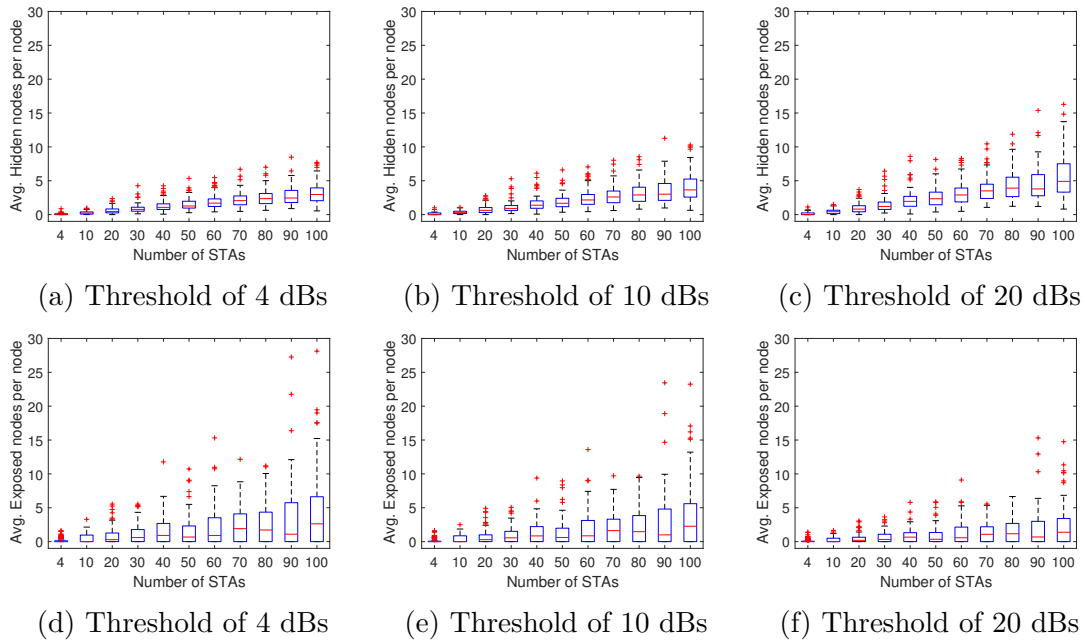 30
25
20
15
10
5
0
Avg. Hidden nodes per node
4 10 20 30 40 50 60 70 80 90 100
Number of STAs
(a) Threshold of 4 dBs
30
25
20
15
10
5
0
Avg. Hidden nodes per node
4 10 20 30 40 50 60 70 80 90 100
Number of STAs
(b) Threshold of 10 dBs
30
25
20
15
10
5
0
Avg. Hidden nodes per node
4 10 20 30 40 50 60 70 80 90 100
Number of STAs
(c) Threshold of 20 dBs
30
25
20
15
10
5
0
Avg. Exposed nodes per node
4 10 20 30 40 50 60 70 80 90 100
Number of STAs
(d) Threshold of 4 dBs
30
25
20
15
10
5
0
Avg. Exposed nodes per node
4 10 20 30 40 50 60 70 80 90 100
Number of STAs
(e) Threshold of 10 dBs
30
25
20
15
10
5
0
Avg. Exposed nodes per node
4 10 20 30 40 50 60 70 80 90 100
Number of STAs
(f) Threshold of 20 dBs